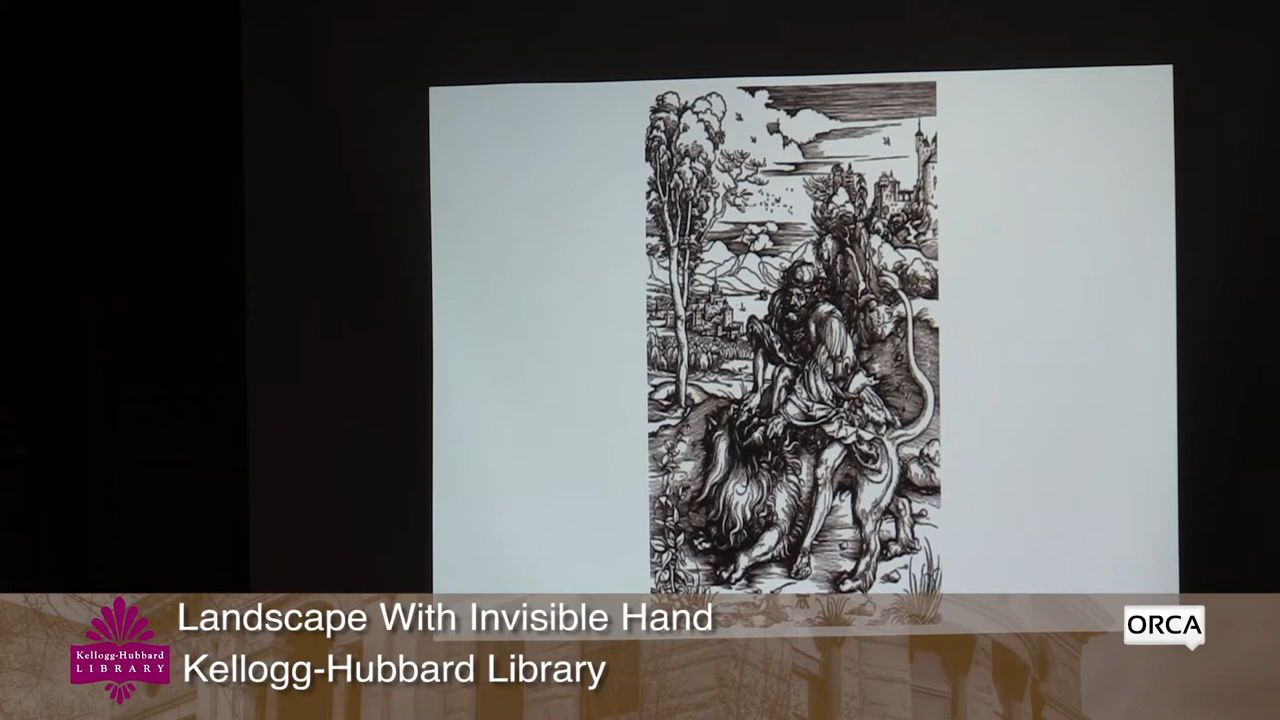 Landscape With Invisible Hand
Kellogg-Hubbard Library
Kellogg-Hubbard
LIBRARY
ORCA